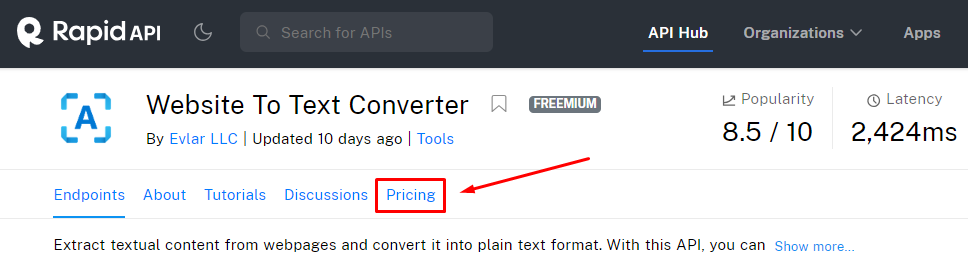 Rapid API Search for APIs API Hub Organizations Apps
Website To Text Converter FREEMIUM
By Evlar LLC | Updated 10 days ago | Tools
Popularity
8.5 / 10
Latency
2,424ms
Endpoints About Tutorials Discussions Pricing
Extract textual content from webpages and convert it into plain text format. With this API, you can Show more...
A